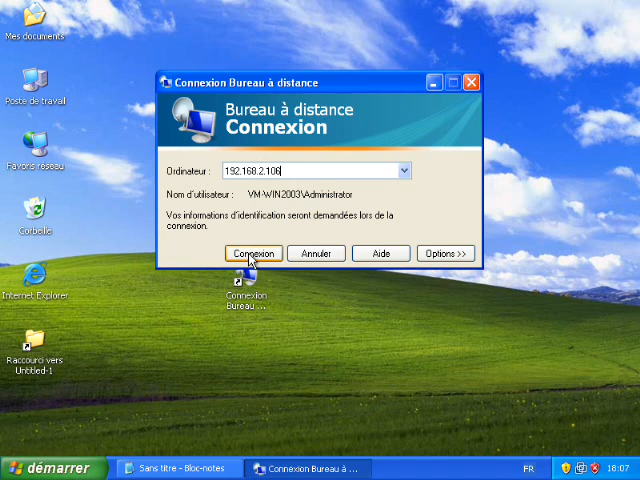 Mes documents
Poste de travail
Favoris réseau
Corbeille
Internet Explorer
Raccourci vers
Untitled-1
Connexion Bureau à distance
Bureau à distance
Connexion
Ordinateur :
192.168.2.106
Nom d'utilisateur :
VM-WIN2003\Administrator
Vos informations d'identification seront demandées lors de la
connexion.
Connexion
Annuler
Aide
Options >>
Connexion
Bureau ...
démarrer
Sans titre - Bloc-notes
Connexion Bureau à ...
FR
18:07